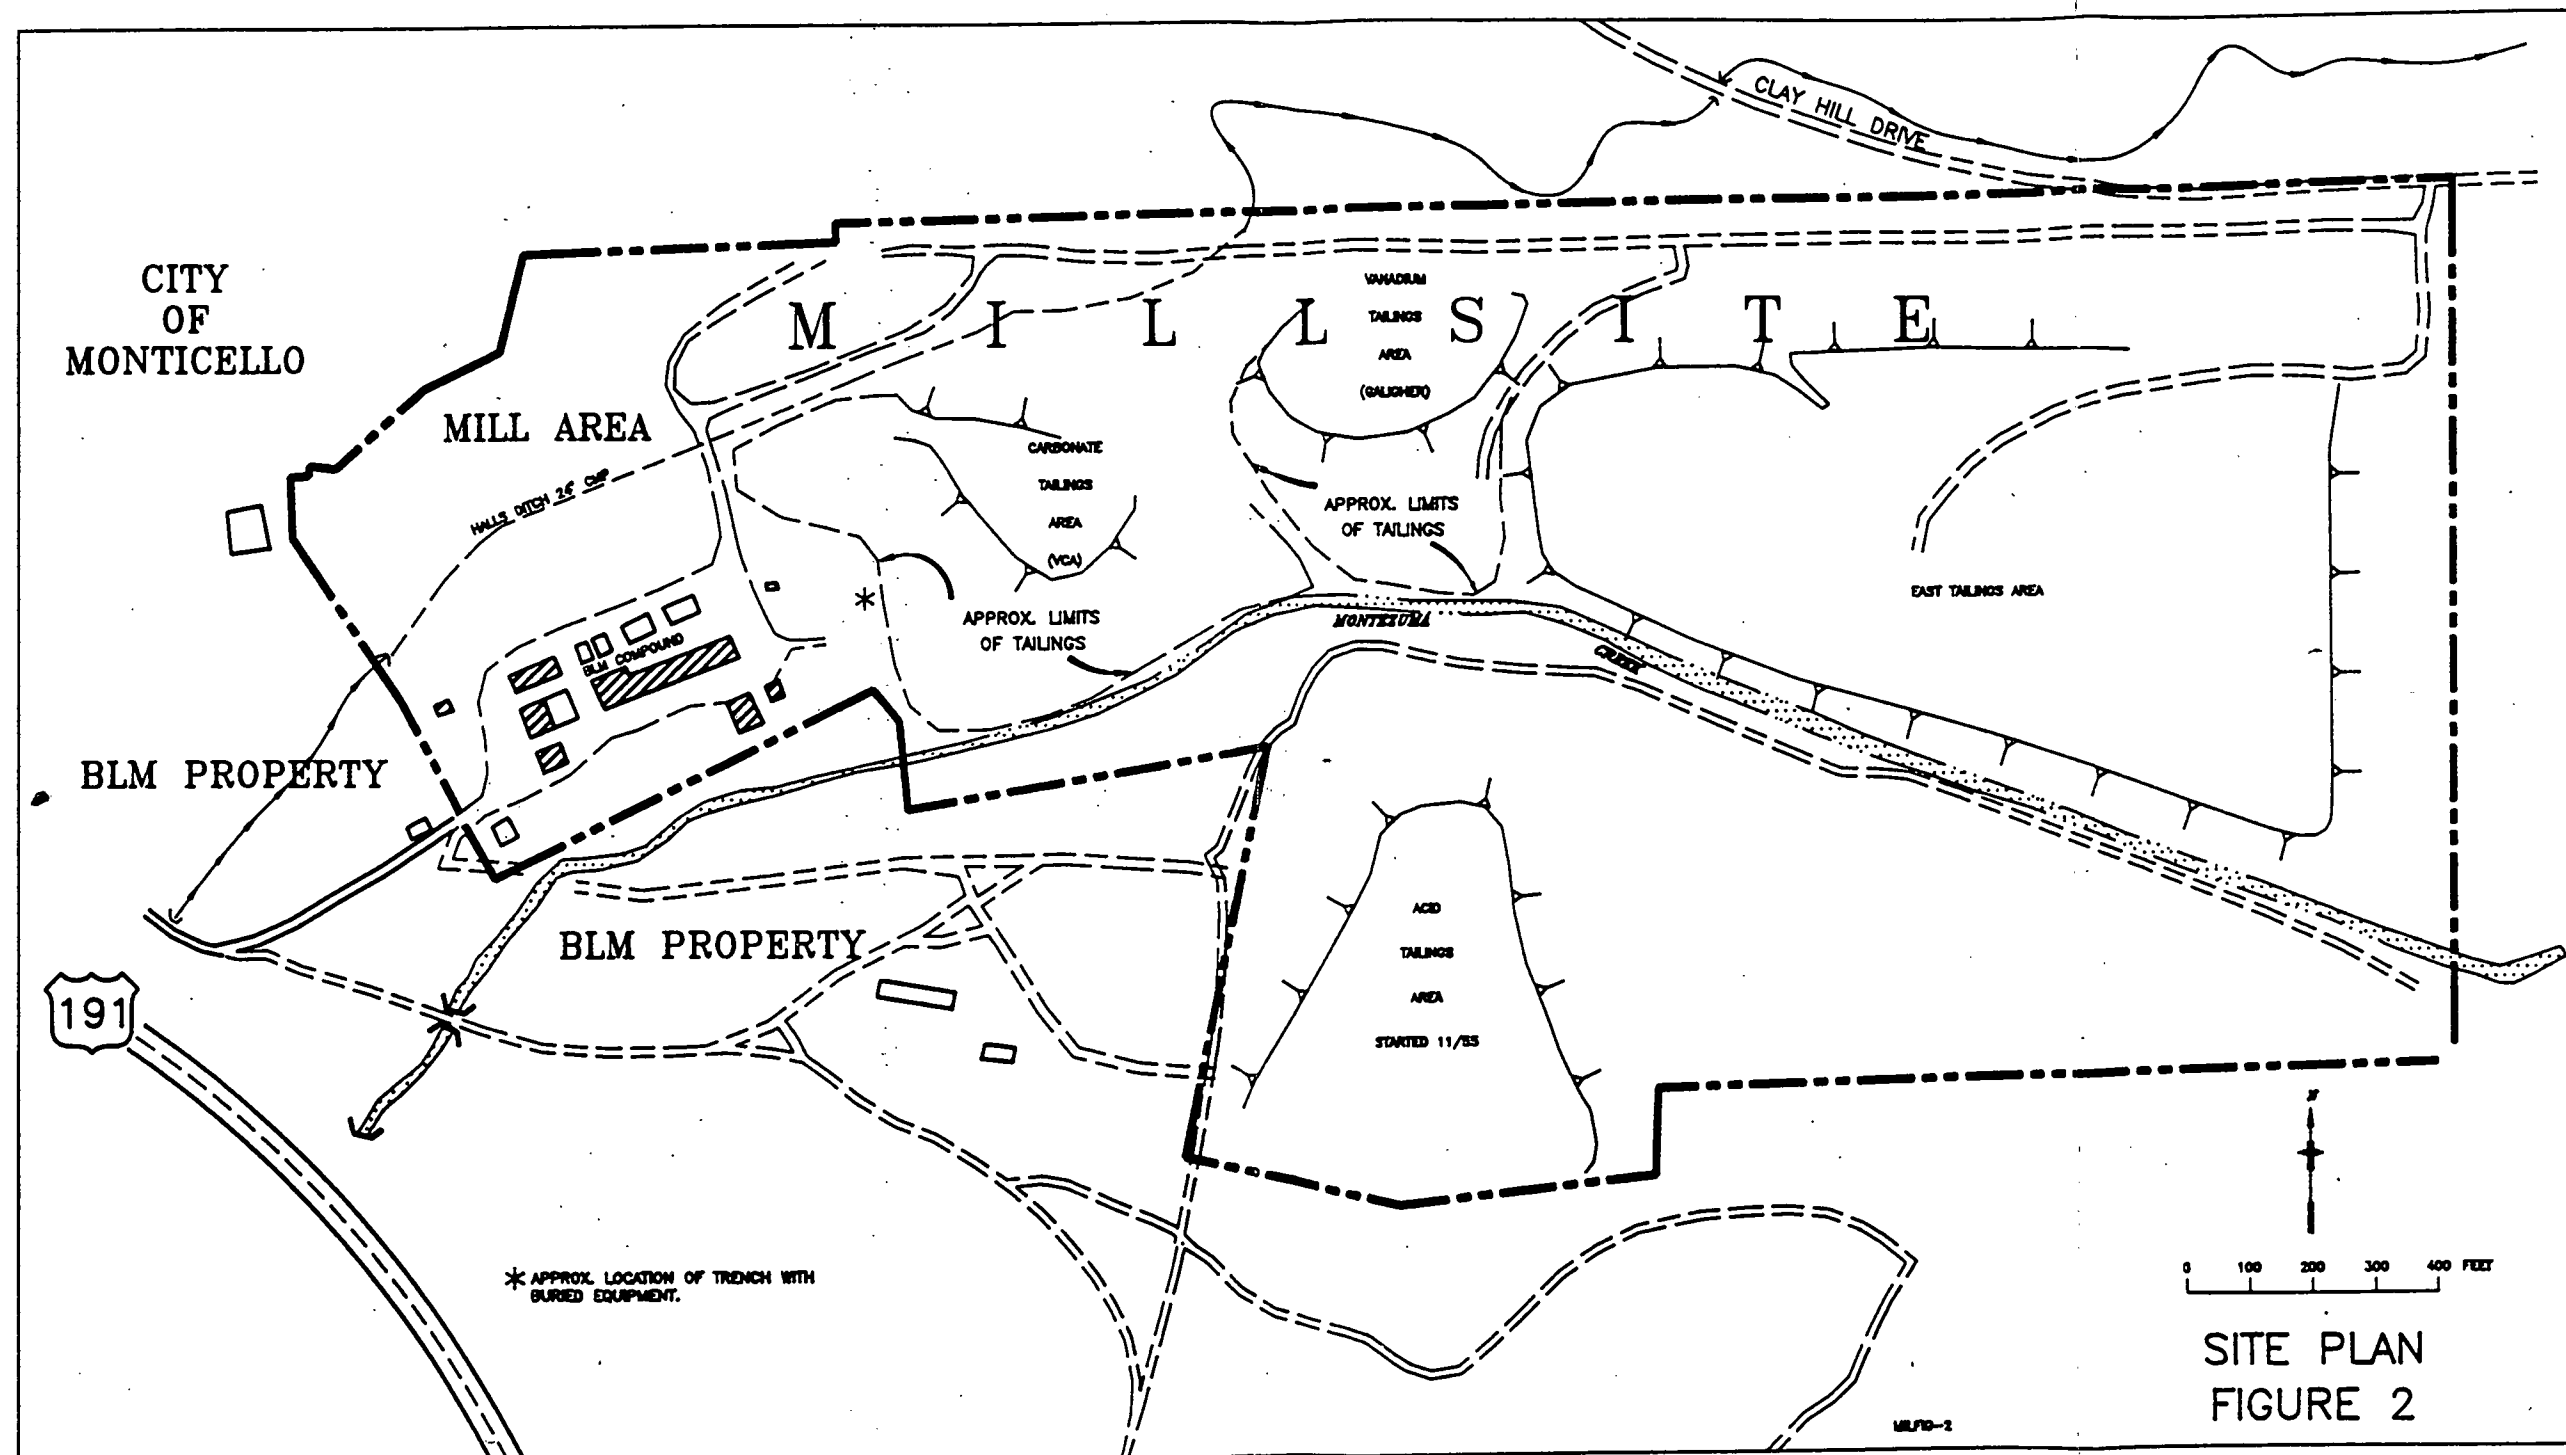 CLAY HILL DRIVE
CITY
OF
MONTICELLO
M I L L S I T E
VANADIUM
TAILINGS
AREA
(GALIGHER)
MILL AREA
HALLS DITCH 24" CMP
CARBONATE
TAILINGS
AREA
(VCA)
APPROX. LIMITS
OF TAILINGS
APPROX. LIMITS
OF TAILINGS
EAST TAILINGS AREA
MONTEZUMA
CREEK
BLM COMPOUND
BLM PROPERTY
BLM PROPERTY
191
ACID
TAILINGS
AREA
STARTED 11/55
N
0 100 200 300 400 FEET
* APPROX. LOCATION OF TRENCH WITH
BURIED EQUIPMENT.
SITE PLAN
FIGURE 2